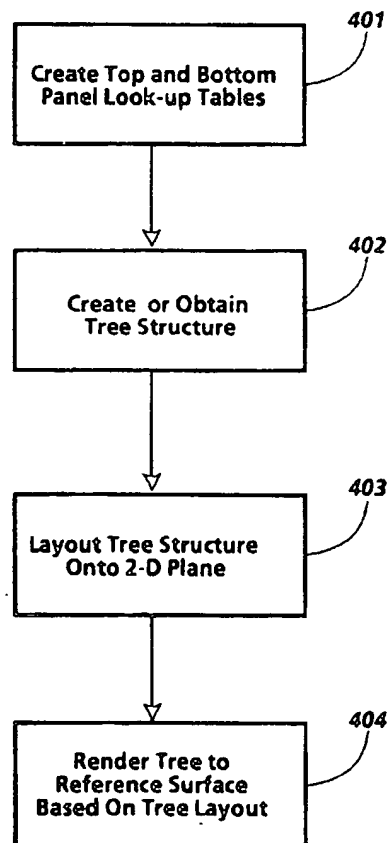 401
Create Top and Bottom
Panel Look-up Tables
402
Create or Obtain
Tree Structure
403
Layout Tree Structure
Onto 2-D Plane
404
Render Tree to
Reference Surface
Based On Tree Layout